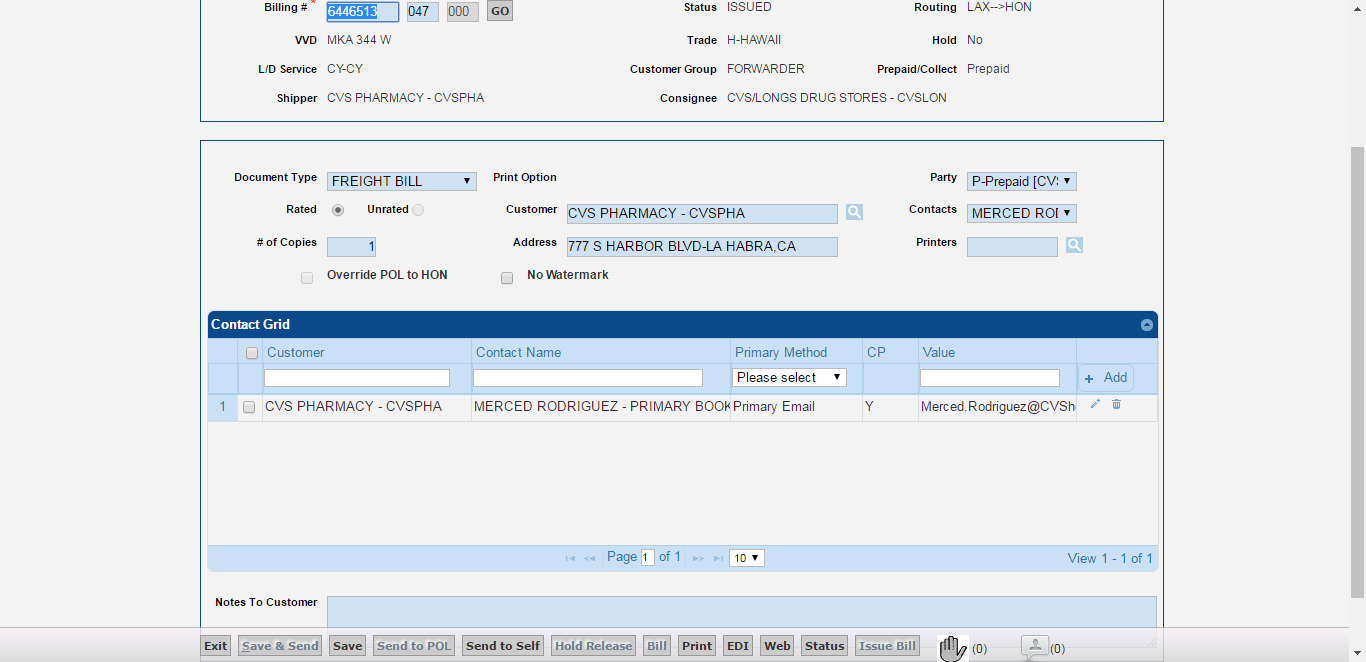 Billing # * 6446513 047 000 GO Status ISSUED Routing LAX-->HON
VVD MKA 344 W Trade H-HAWAII Hold No
L/D Service CY-CY Customer Group FORWARDER Prepaid/Collect Prepaid
Shipper CVS PHARMACY - CVSPHA Consignee CVS/LONGS DRUG STORES - CVSLON
Document Type FREIGHT BILL Print Option Party P-Prepaid [CV
Rated Unrated Customer CVS PHARMACY - CVSPHA Contacts MERCED ROD
# of Copies 1 Address 777 S HARBOR BLVD-LA HABRA,CA Printers
Override POL to HON No Watermark
Contact Grid
Customer Contact Name Primary Method CP Value
Please select + Add
1 CVS PHARMACY - CVSPHA MERCED RODRIGUEZ - PRIMARY BOOK Primary Email Y Merced.Rodriguez@CVSh
Page 1 of 1 10 View 1 - 1 of 1
Notes To Customer
Exit Save & Send Save Send to POL Send to Self Hold Release Bill Print EDI Web Status Issue Bill (0) (0)